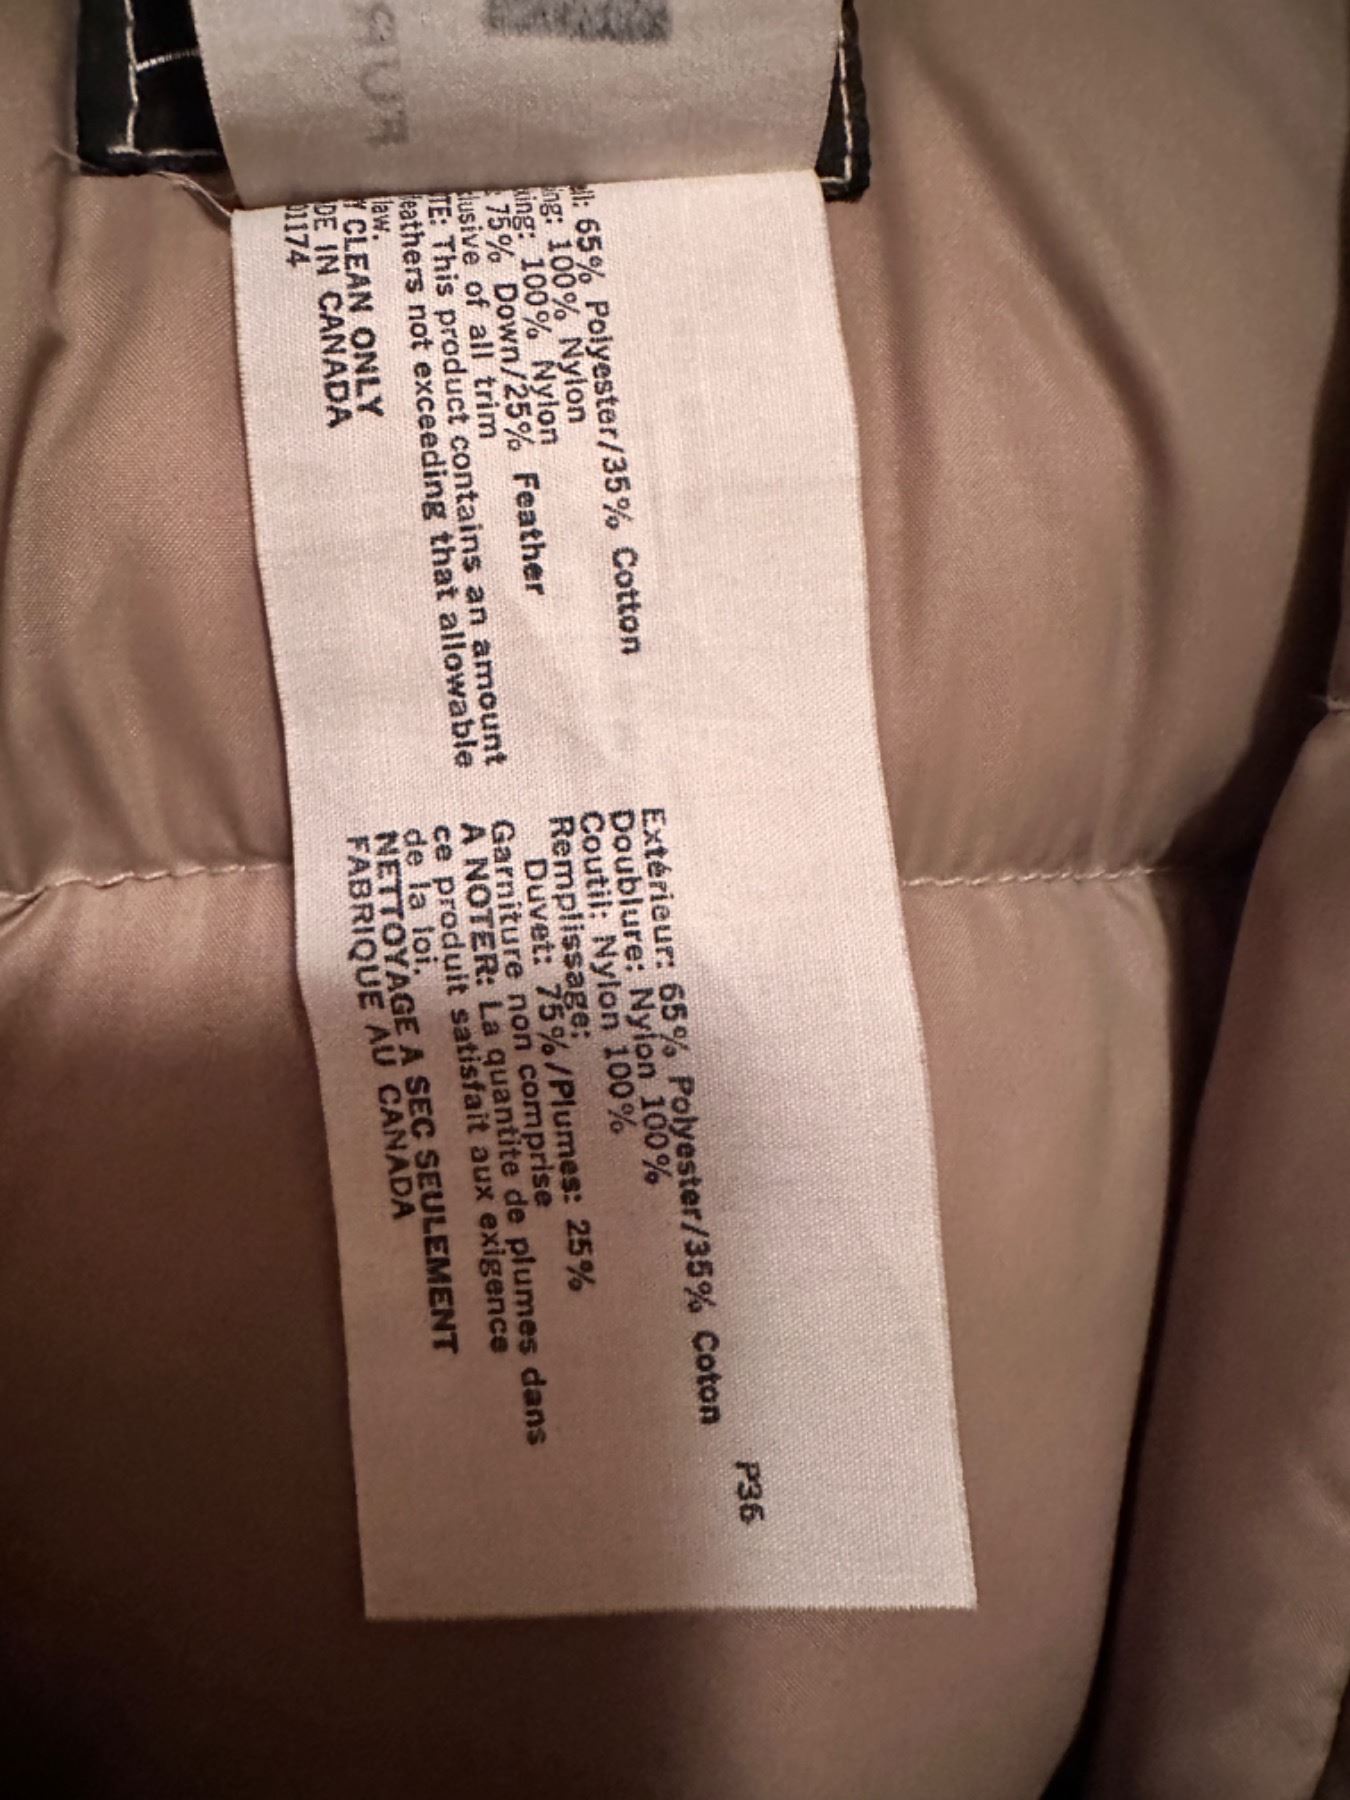 65% Polyester/35% Cotton
100% Nylon
100% Nylon
75% Down/25% Feather
of all trim
This product contains an amount
not exceeding that allowable
law.
CLEAN ONLY
IN CANADA
01174
Extérieur: 65% Polyester/35% Coton
Doublure: Nylon 100%
Coutil: Nylon 100%
Remplissage:
Duvet: 75%/Plumes: 25%
Garniture non comprise
A NOTER: La quantite de plumes dans
ce produit satisfait aux exigence
de la loi.
NETTOYAGE A SEC SEULEMENT
FABRIQUE AU CANADA
P36